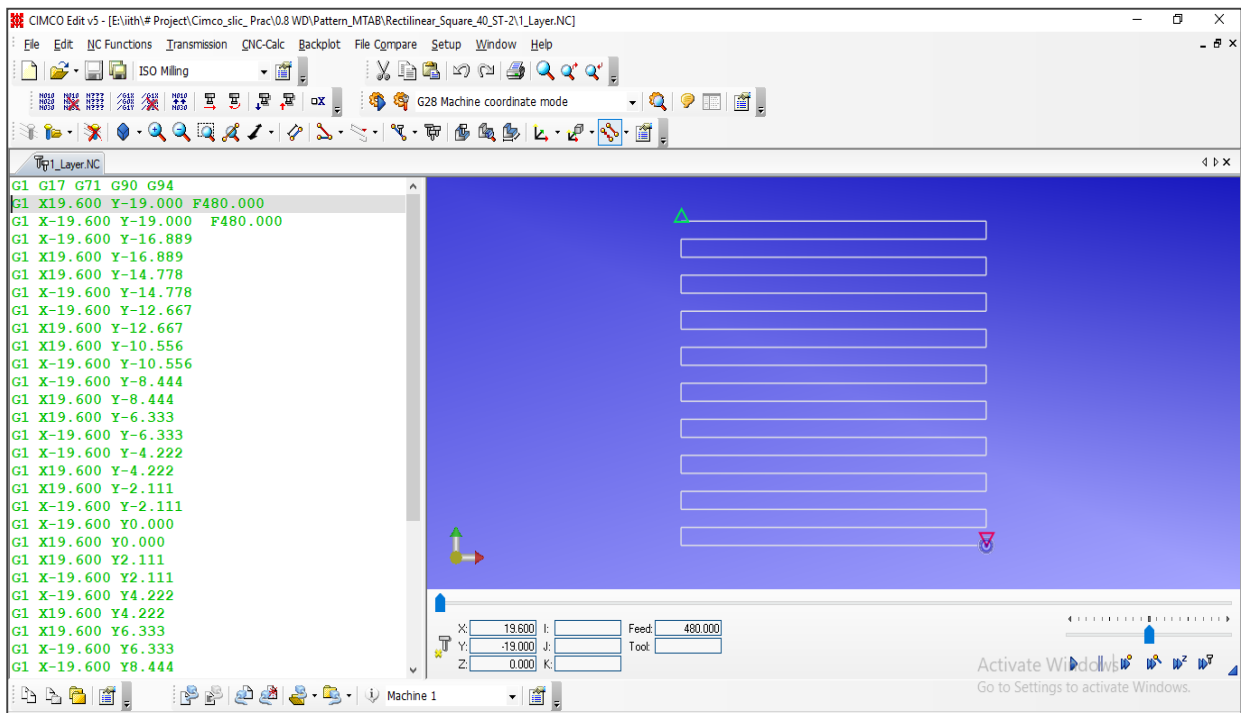 CIMCO Edit v5 - [E:\iith\# Project\Cimco_slic_ Prac\0.8 WD\Pattern_MTAB\Rectilinear_Square_40_ST-2\1_Layer.NC]
File Edit NC Functions Transmission CNC-Calc Backplot File Compare Setup Window Help
ISO Milling
G28 Machine coordinate mode
1_Layer.NC
G1 G17 G71 G90 G94
G1 X19.600 Y-19.000 F480.000
G1 X-19.600 Y-19.000 F480.000
G1 X-19.600 Y-16.889
G1 X19.600 Y-16.889
G1 X19.600 Y-14.778
G1 X-19.600 Y-14.778
G1 X-19.600 Y-12.667
G1 X19.600 Y-12.667
G1 X19.600 Y-10.556
G1 X-19.600 Y-10.556
G1 X-19.600 Y-8.444
G1 X19.600 Y-8.444
G1 X19.600 Y-6.333
G1 X-19.600 Y-6.333
G1 X-19.600 Y-4.222
G1 X19.600 Y-4.222
G1 X19.600 Y-2.111
G1 X-19.600 Y-2.111
G1 X-19.600 Y0.000
G1 X19.600 Y0.000
G1 X19.600 Y2.111
G1 X-19.600 Y2.111
G1 X-19.600 Y4.222
G1 X19.600 Y4.222
G1 X19.600 Y6.333
G1 X-19.600 Y6.333
G1 X-19.600 Y8.444
X: 19.600 I: Feed: 480.000
Y: -19.000 J: Tool:
Z: 0.000 K:
Activate Windows
Go to Settings to activate Windows.
Machine 1